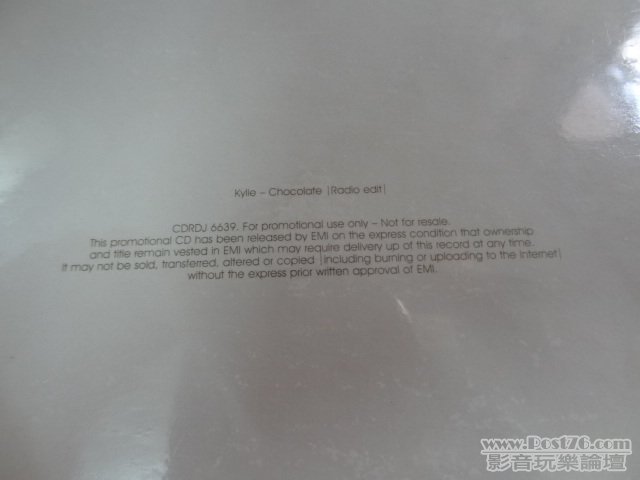 Kylie – Chocolate |Radio edit|
CDRDJ 6639. For promotional use only – Not for resale.
This promotional CD has been released by EMI on the express condition that ownership
and title remain vested in EMI which may require delivery up of this record at any time.
It may not be sold, transferred, altered or copied |including burning or uploading to the Internet|
without the express prior written approval of EMI.
www.Post76.com
影音玩樂論壇